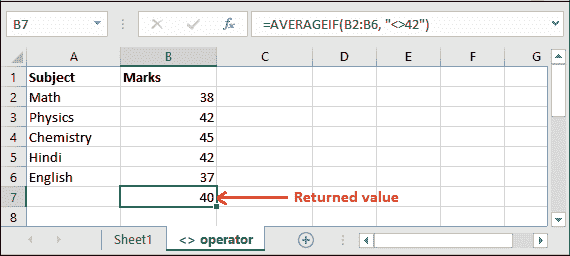 B7 fx =AVERAGEIF(B2:B6, "<>42")
A B C D E F G
1 Subject Marks
2 Math 38
3 Physics 42
4 Chemistry 45
5 Hindi 42
6 English 37
7 40 Returned value
8
Sheet1 <> operator